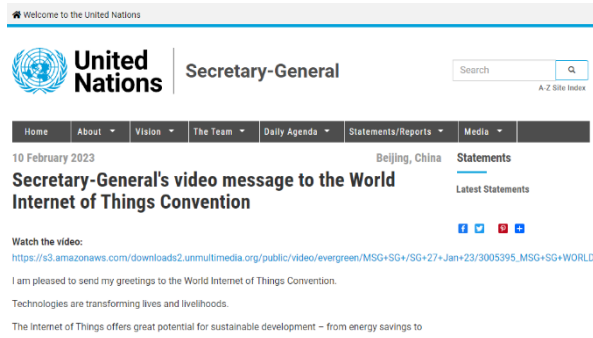 Welcome to the United Nations
United
Nations
Secretary-General
Search
A-Z Site Index
Home About Vision The Team Daily Agenda Statements/Reports Media
10 February 2023
Beijing, China
Secretary-General's video message to the World
Internet of Things Convention
Statements
Latest Statements
Watch the video:
https://s3.amazonaws.com/downloads2.unmultimedia.org/public/video/evergreen/MSG+SG+/SG+27+Jan+23/3005395_MSG+SG+WORLD
I am pleased to send my greetings to the World Internet of Things Convention.
Technologies are transforming lives and livelihoods.
The Internet of Things offers great potential for sustainable development – from energy savings to